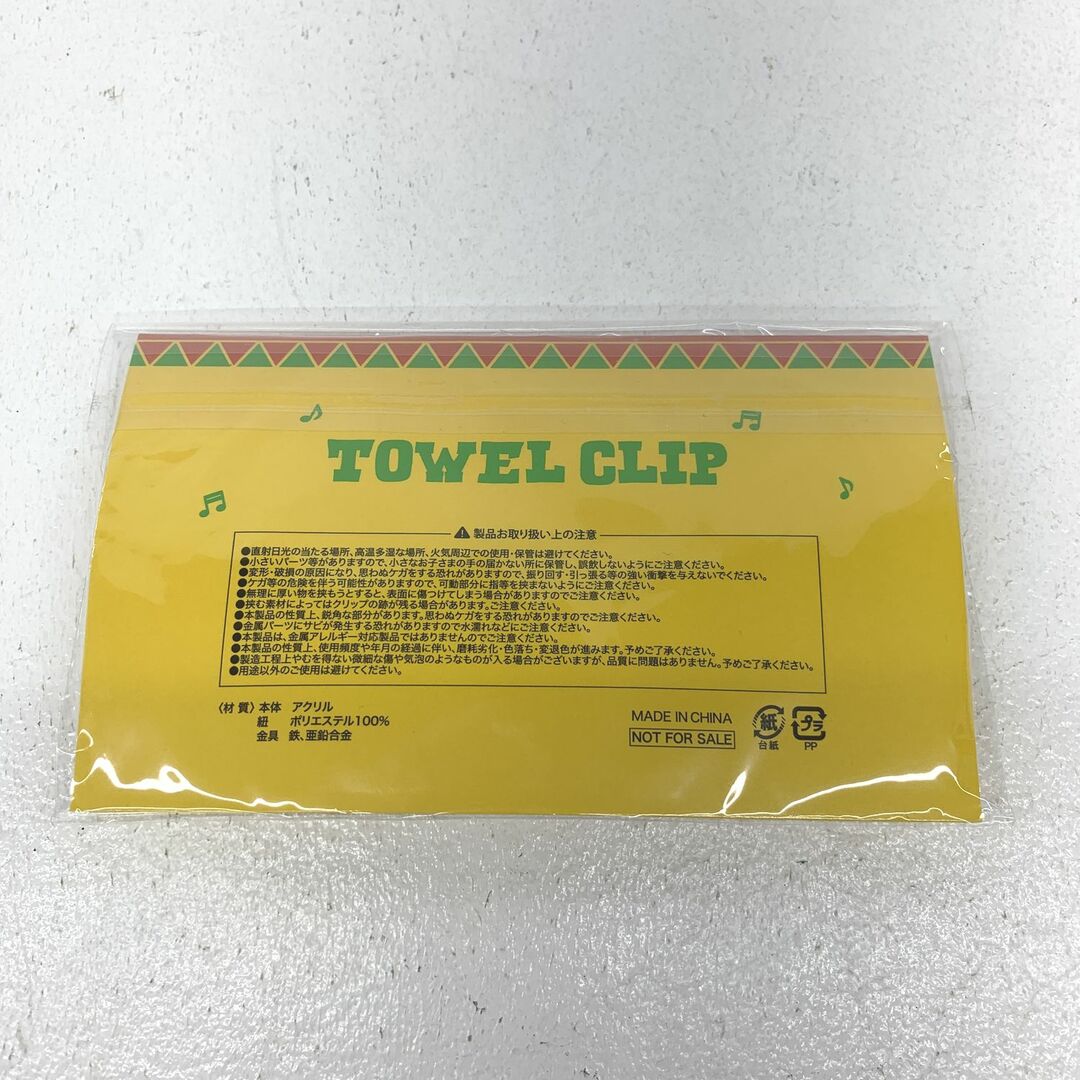 TOWEL CLIP
製品お取り扱い上の注意
●直射日光の当たる場所、高温多湿な場所、火気周辺での使用・保管は避けてください。
●小さいパーツ等がありますので、小さなお子さまの手の届かない所に保管し、誤飲しないようにご注意ください。
●変形・破損の原因になり、思わぬケガをする恐れがありますので、振り回す・引っ張る等の強い衝撃を与えないでください。
●ケガ等の危険を伴う可能性がありますので、可動部分に指等を挟まないようにご注意ください。
●無理に厚い物を挟もうとすると、表面に傷つけてしまう場合がありますのでご注意ください。
●挟む素材によってはクリップの跡が残る場合があります。ご注意ください。
●本製品の性質上、鋭角な部分があります。思わぬケガをする恐れがありますのでご注意ください。
●金属パーツにサビが発生する恐れがありますので水濡れなどにご注意ください。
●本製品は、金属アレルギー対応製品ではありませんのでご注意ください。
●本製品の性質上、使用頻度や年月の経過に伴い、磨耗劣化・色落ち・変退色が進みます。予めご了承ください。
●製造工程上やむを得ない微細な傷や気泡のようなものが入る場合がございますが、品質に問題はありません。予めご了承ください。
●用途以外のご使用は避けてください。
〈材質〉本体 アクリル
紐 ポリエステル100%
金具 鉄、亜鉛合金
MADE IN CHINA
NOT FOR SALE
紙
台紙
プラ
PP